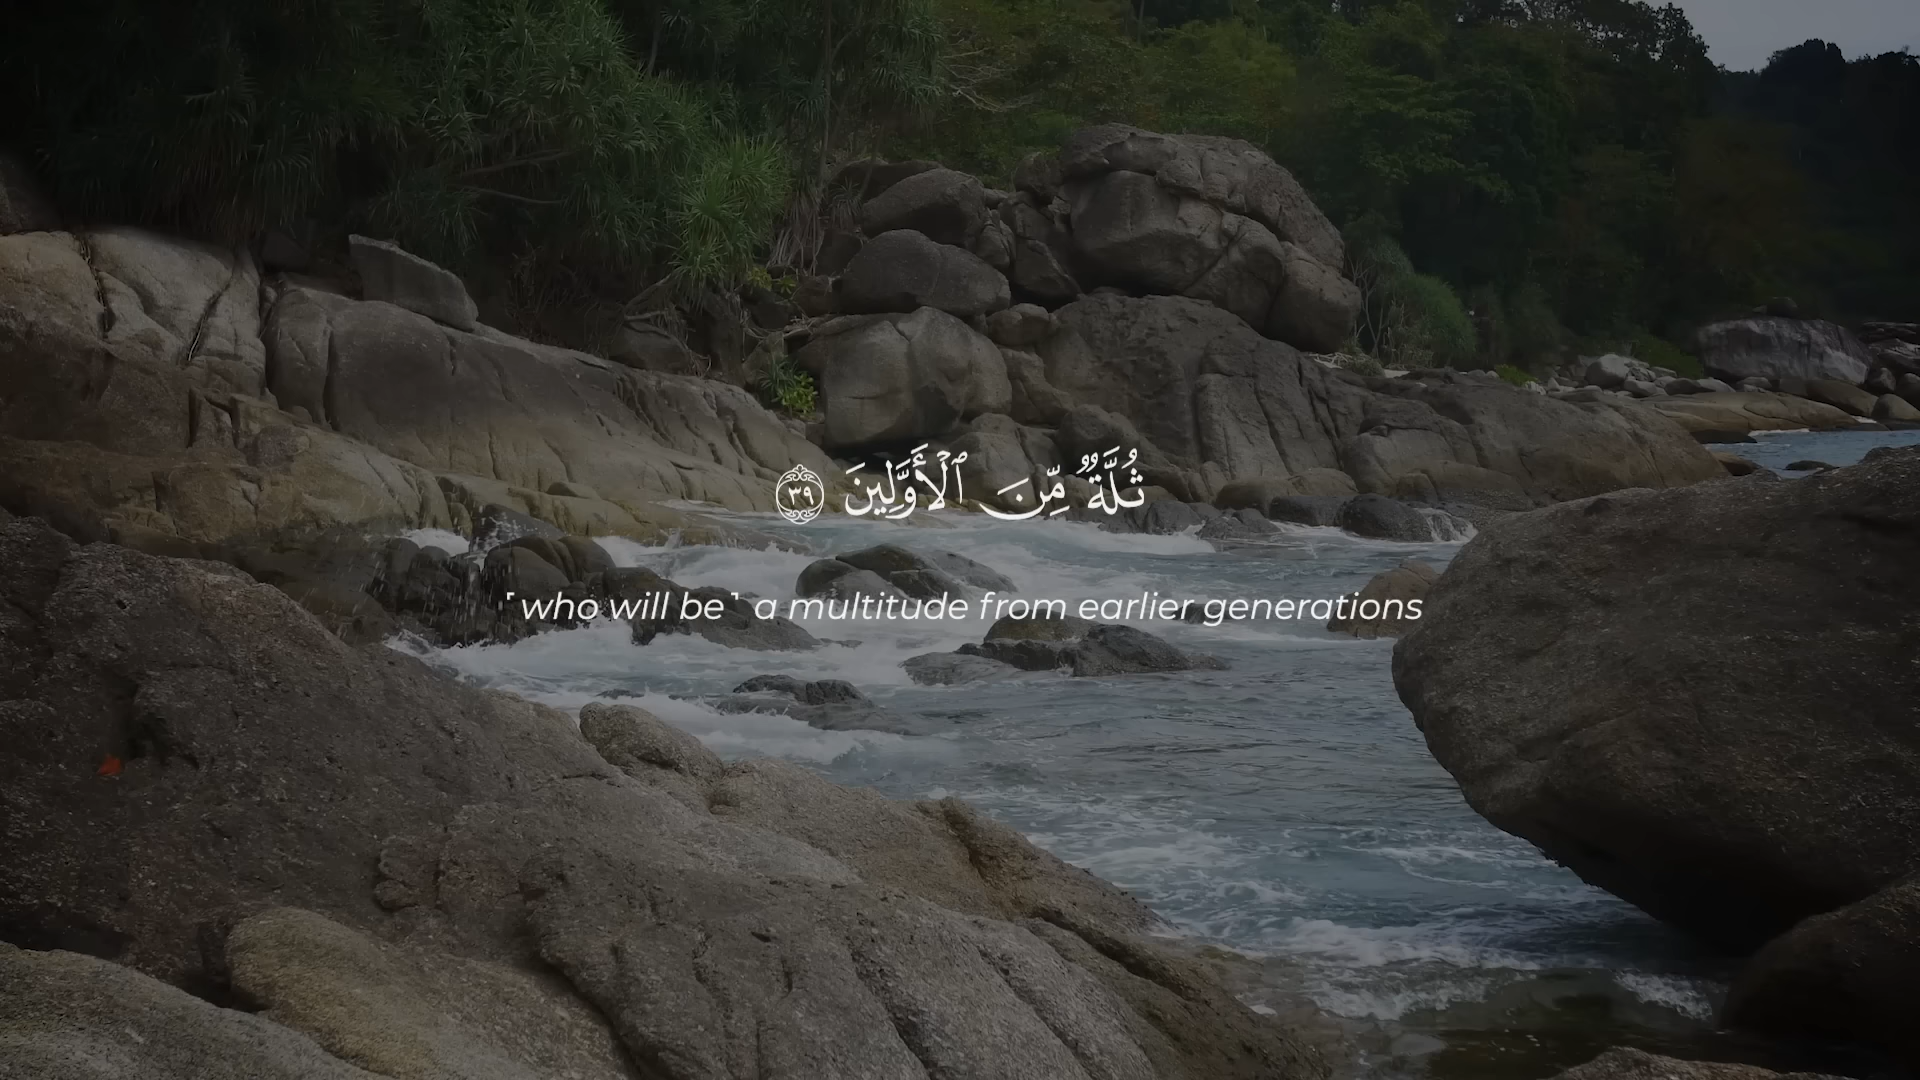 ثُلَّةٌ مِّنَ ٱلْأَوَّلِينَ ٣٩
⸢who will be⸣ a multitude from earlier generations